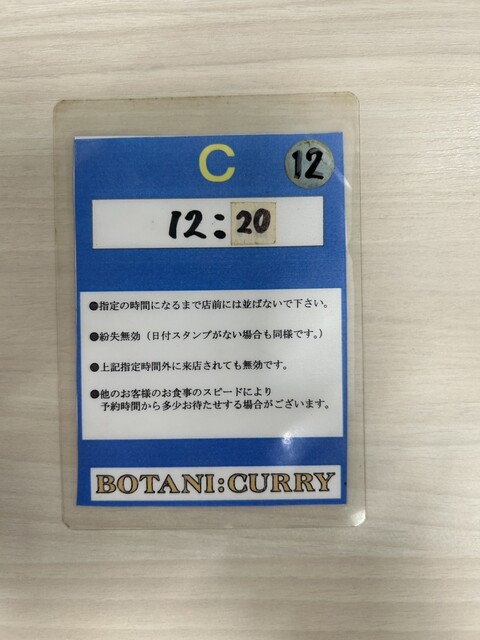 C
12
12:20
●指定の時間になるまで店前には並ばないで下さい。
●紛失無効（日付スタンプがない場合も同様です。）
●上記指定時間外に来店されても無効です。
●他のお客様のお食事のスピードにより
予約時間から多少お待たせする場合がございます。
BOTANI:CURRY